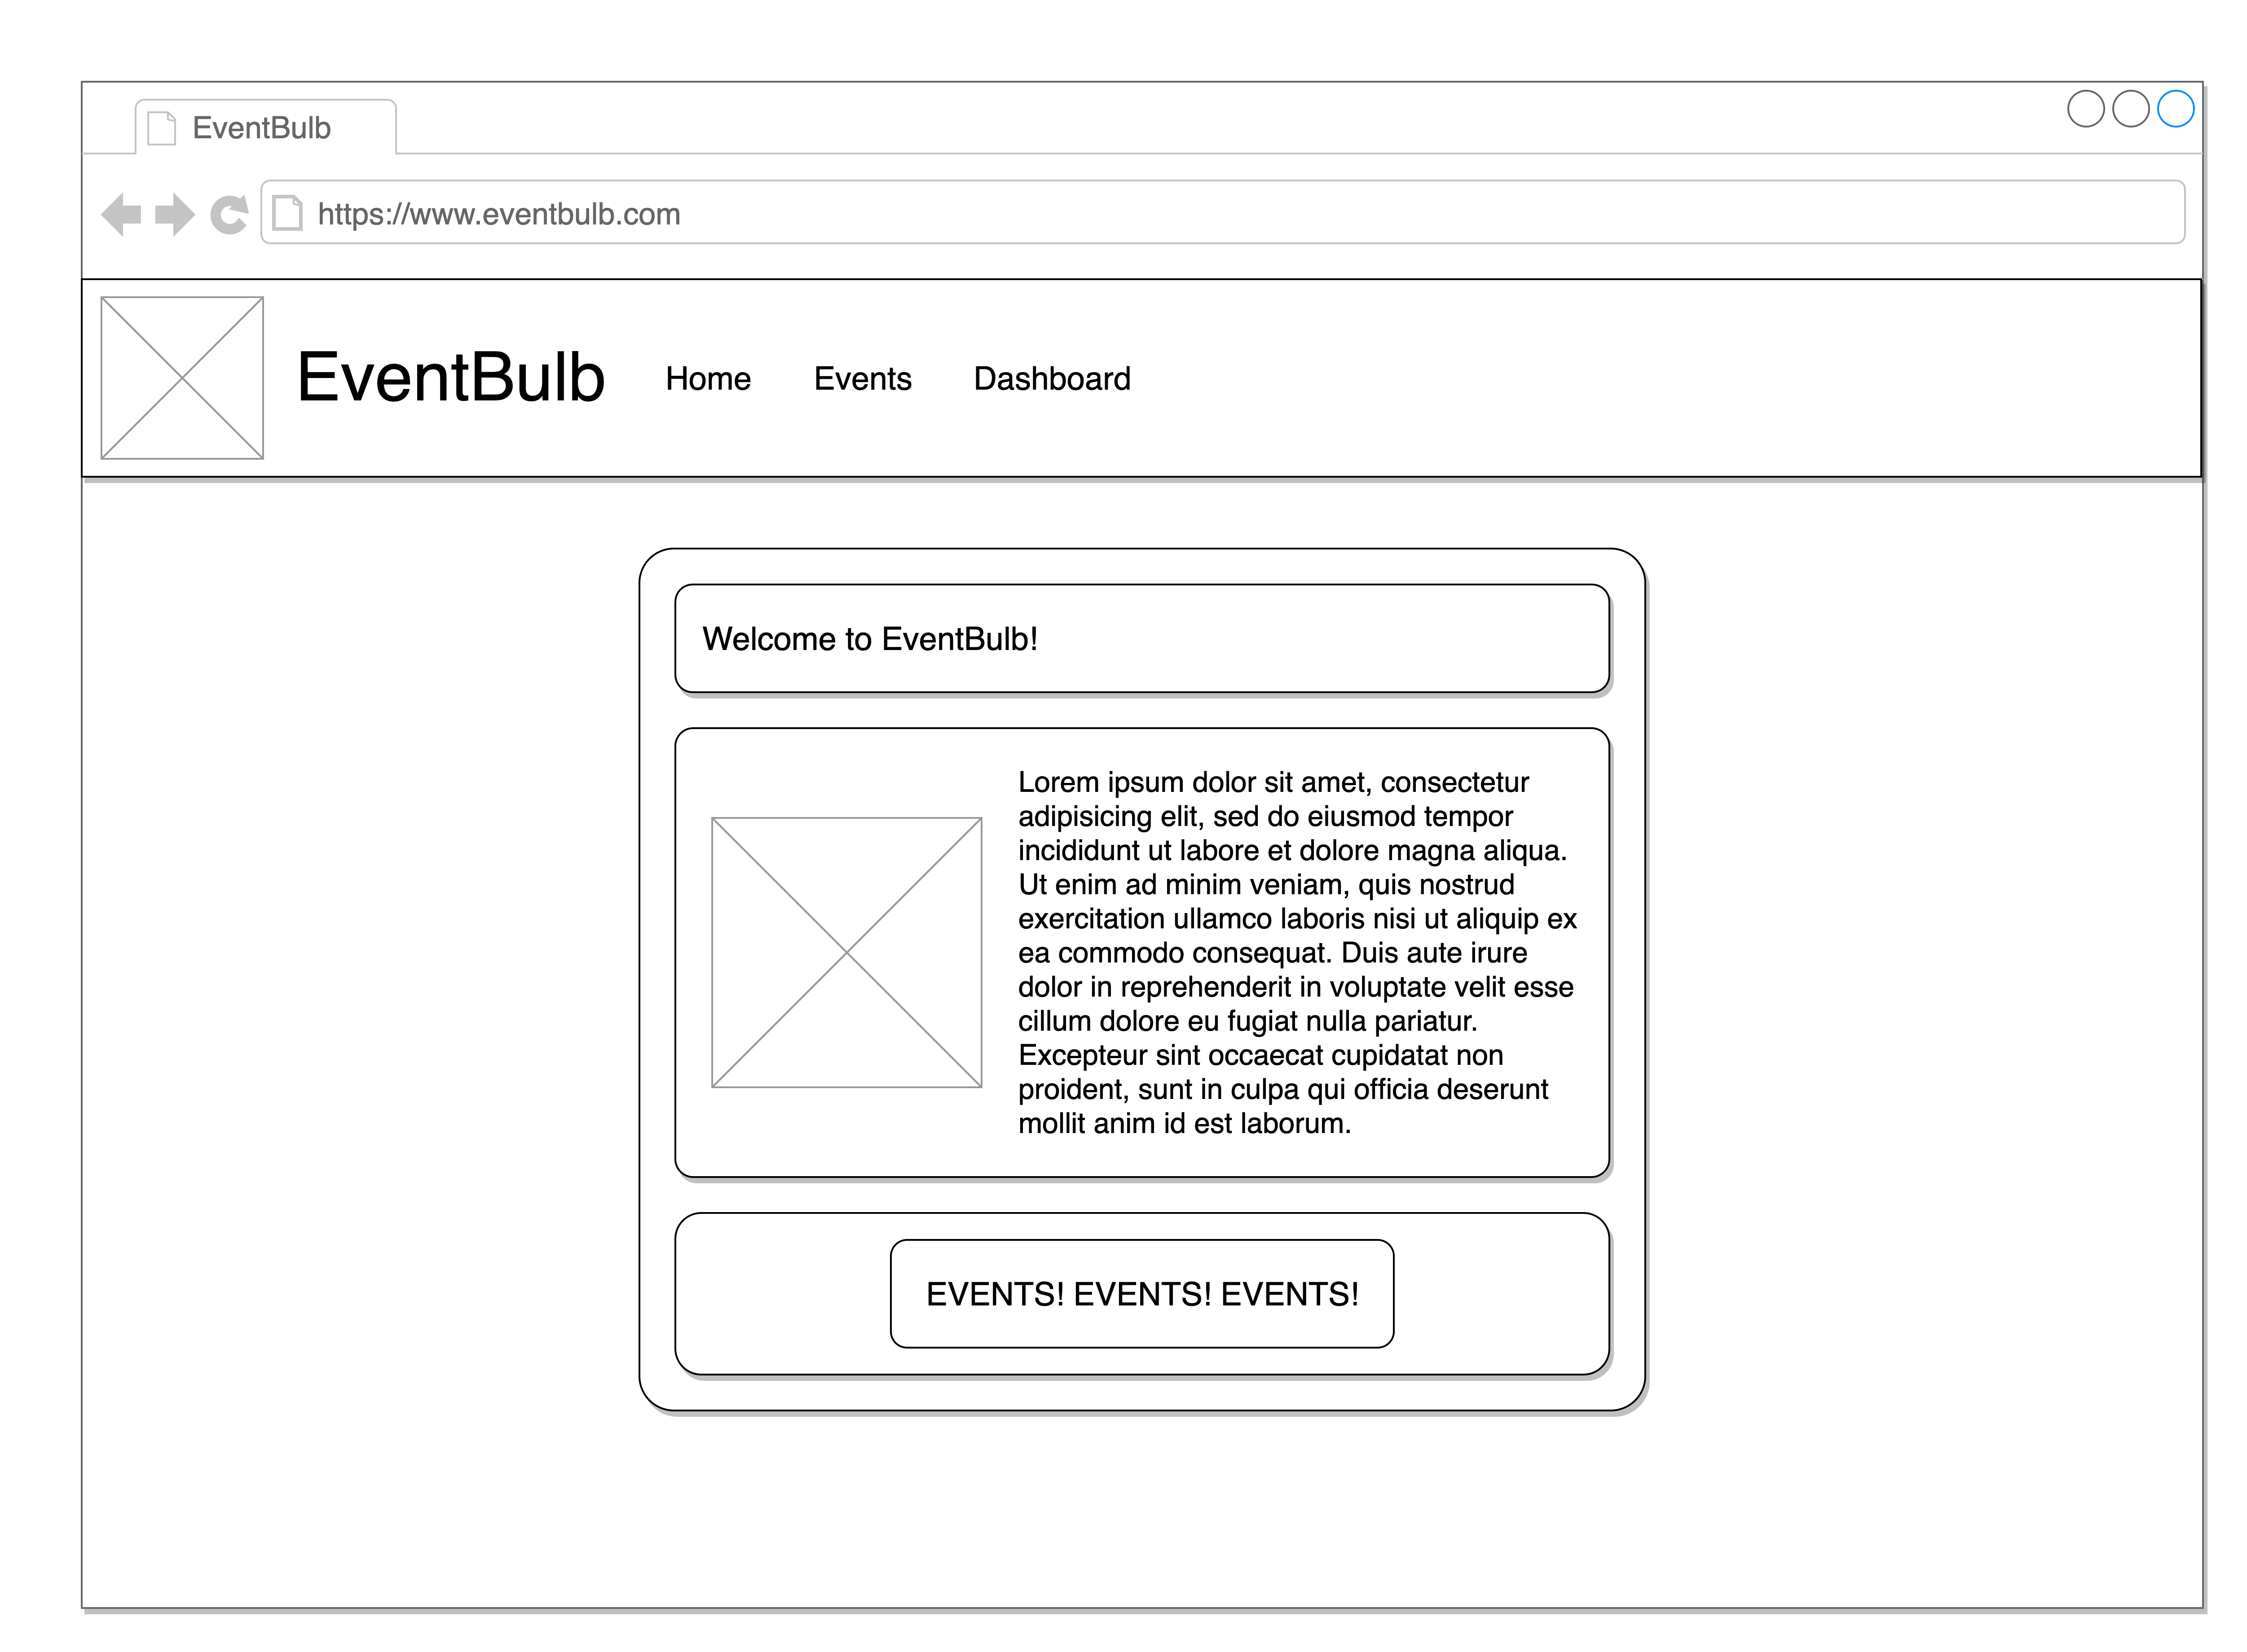 EventBulb
https://www.eventbulb.com
EventBulb
Home Events Dashboard
Welcome to EventBulb!
Lorem ipsum dolor sit amet, consectetur
adipisicing elit, sed do eiusmod tempor
incididunt ut labore et dolore magna aliqua.
Ut enim ad minim veniam, quis nostrud
exercitation ullamco laboris nisi ut aliquip ex
ea commodo consequat. Duis aute irure
dolor in reprehenderit in voluptate velit esse
cillum dolore eu fugiat nulla pariatur.
Excepteur sint occaecat cupidatat non
proident, sunt in culpa qui officia deserunt
mollit anim id est laborum.
EVENTS! EVENTS! EVENTS!